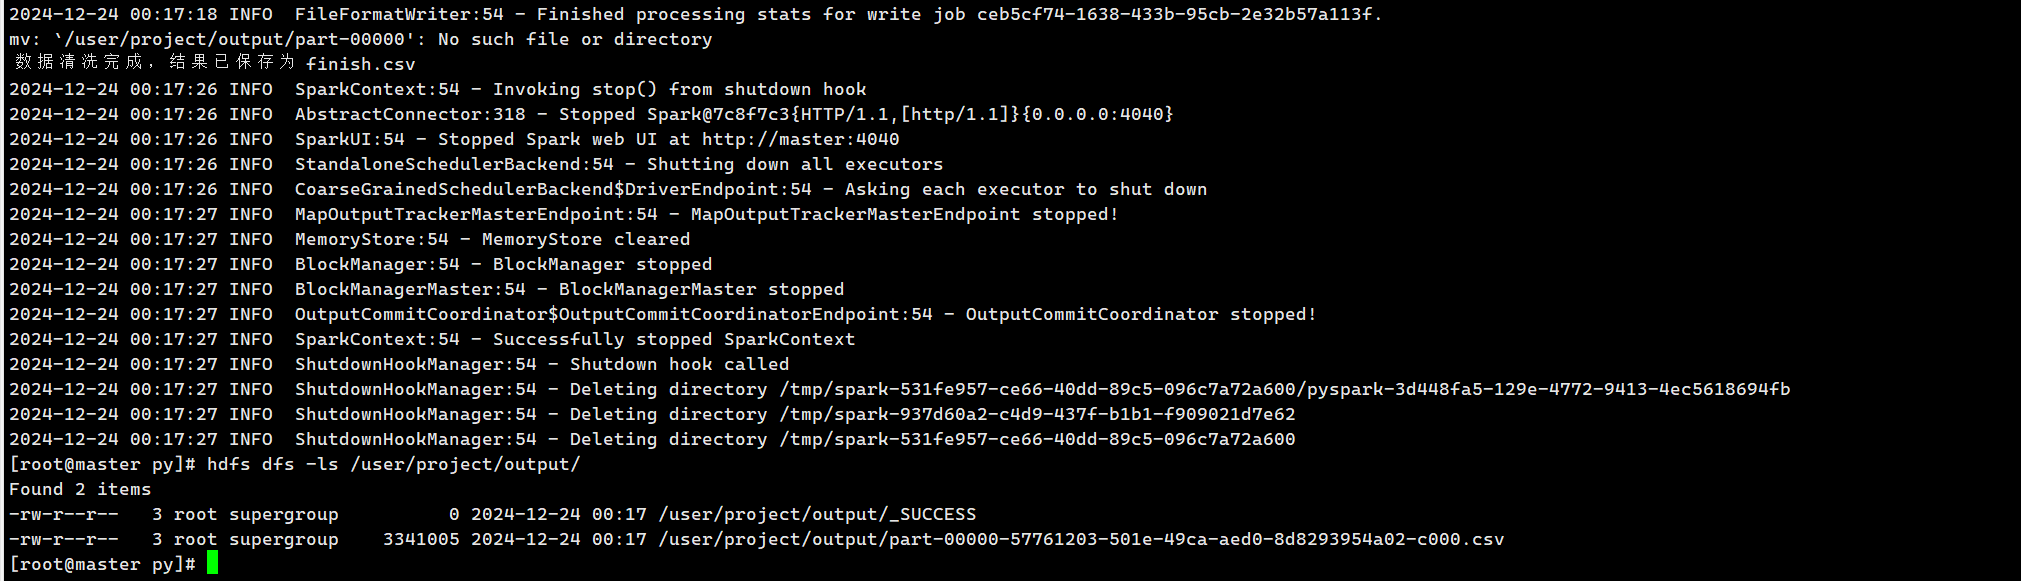 2024-12-24 00:17:18 INFO  FileFormatWriter:54 - Finished processing stats for write job ceb5cf74-1638-433b-95cb-2e32b57a113f.
mv: `/user/project/output/part-00000': No such file or directory
数据清洗完成，结果已保存为 finish.csv
2024-12-24 00:17:26 INFO  SparkContext:54 - Invoking stop() from shutdown hook
2024-12-24 00:17:26 INFO  AbstractConnector:318 - Stopped Spark@7c8f7c3{HTTP/1.1,[http/1.1]}{0.0.0.0:4040}
2024-12-24 00:17:26 INFO  SparkUI:54 - Stopped Spark web UI at http://master:4040
2024-12-24 00:17:26 INFO  StandaloneSchedulerBackend:54 - Shutting down all executors
2024-12-24 00:17:26 INFO  CoarseGrainedSchedulerBackend$DriverEndpoint:54 - Asking each executor to shut down
2024-12-24 00:17:27 INFO  MapOutputTrackerMasterEndpoint:54 - MapOutputTrackerMasterEndpoint stopped!
2024-12-24 00:17:27 INFO  MemoryStore:54 - MemoryStore cleared
2024-12-24 00:17:27 INFO  BlockManager:54 - BlockManager stopped
2024-12-24 00:17:27 INFO  BlockManagerMaster:54 - BlockManagerMaster stopped
2024-12-24 00:17:27 INFO  OutputCommitCoordinator$OutputCommitCoordinatorEndpoint:54 - OutputCommitCoordinator stopped!
2024-12-24 00:17:27 INFO  SparkContext:54 - Successfully stopped SparkContext
2024-12-24 00:17:27 INFO  ShutdownHookManager:54 - Shutdown hook called
2024-12-24 00:17:27 INFO  ShutdownHookManager:54 - Deleting directory /tmp/spark-531fe957-ce66-40dd-89c5-096c7a72a600/pyspark-3d448fa5-129e-4772-9413-4ec5618694fb
2024-12-24 00:17:27 INFO  ShutdownHookManager:54 - Deleting directory /tmp/spark-937d60a2-c4d9-437f-b1b1-f909021d7e62
2024-12-24 00:17:27 INFO  ShutdownHookManager:54 - Deleting directory /tmp/spark-531fe957-ce66-40dd-89c5-096c7a72a600
[root@master py]# hdfs dfs -ls /user/project/output/
Found 2 items
-rw-r--r--   3 root supergroup          0 2024-12-24 00:17 /user/project/output/_SUCCESS
-rw-r--r--   3 root supergroup    3341005 2024-12-24 00:17 /user/project/output/part-00000-57761203-501e-49ca-aed0-8d8293954a02-c000.csv
[root@master py]#